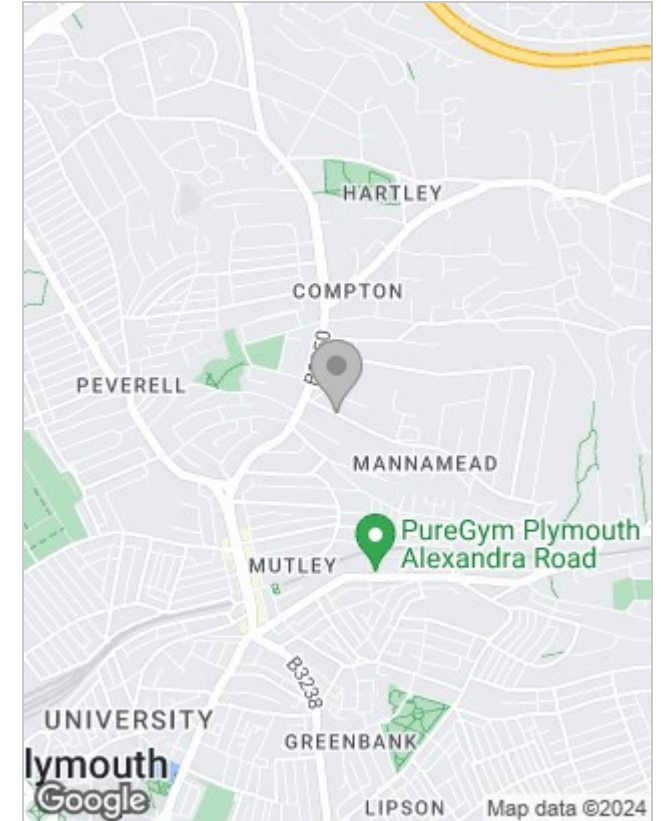 HARTLEY
COMPTON
PEVERELL
MANNAMEAD
PureGym Plymouth
Alexandra Road
MUTLEY
B3238
UNIVERSITY
GREENBANK
lymouth
Google
LIPSON
Map data ©2024